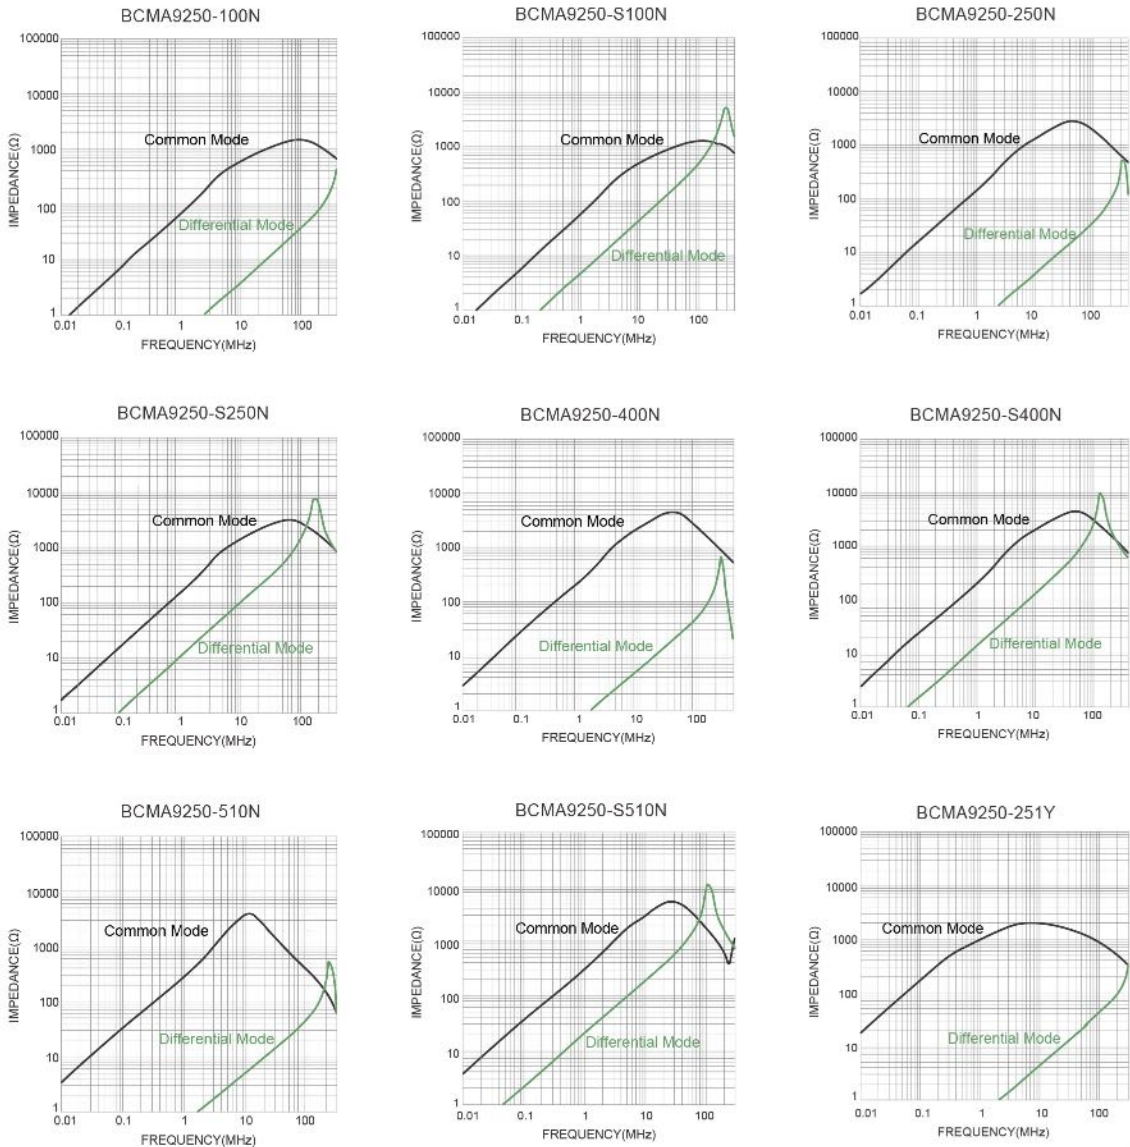 BCMA9250-100N
100000
10000
Common Mode
1000
IMPEDANCE(Ω)
100
Differential Mode
10
1
0.01 0.1 1 10 100
FREQUENCY(MHz)
BCMA9250-S100N
100000
10000
Common Mode
1000
IMPEDANCE(Ω)
100
Differential Mode
10
1
0.01 0.1 1 10 100
FREQUENCY(MHz)
BCMA9250-250N
100000
10000
Common Mode
1000
IMPEDANCE(Ω)
100
Differential Mode
10
1
0.01 0.1 1 10 100
FREQUENCY(MHz)
BCMA9250-S250N
100000
10000
Common Mode
1000
IMPEDANCE(Ω)
100
Differential Mode
10
1
0.01 0.1 1 10 100
FREQUENCY(MHz)
BCMA9250-400N
100000
10000
Common Mode
1000
IMPEDANCE(Ω)
100
Differential Mode
10
1
0.01 0.1 1 10 100
FREQUENCY(MHz)
BCMA9250-S400N
100000
10000
Common Mode
1000
IMPEDANCE(Ω)
100
Differential Mode
10
1
0.01 0.1 1 10 100
FREQUENCY(MHz)
BCMA9250-510N
100000
10000
Common Mode
1000
IMPEDANCE(Ω)
100
Differential Mode
10
1
0.01 0.1 1 10 100
FREQUENCY(MHz)
BCMA9250-S510N
100000
10000
Common Mode
1000
IMPEDANCE(Ω)
100
Differential Mode
10
1
0.01 0.1 1 10 100
FREQUENCY(MHz)
BCMA9250-251Y
100000
10000
Common Mode
1000
IMPEDANCE(Ω)
100
Differential Mode
10
1
0.01 0.1 1 10 100
FREQUENCY(MHz)